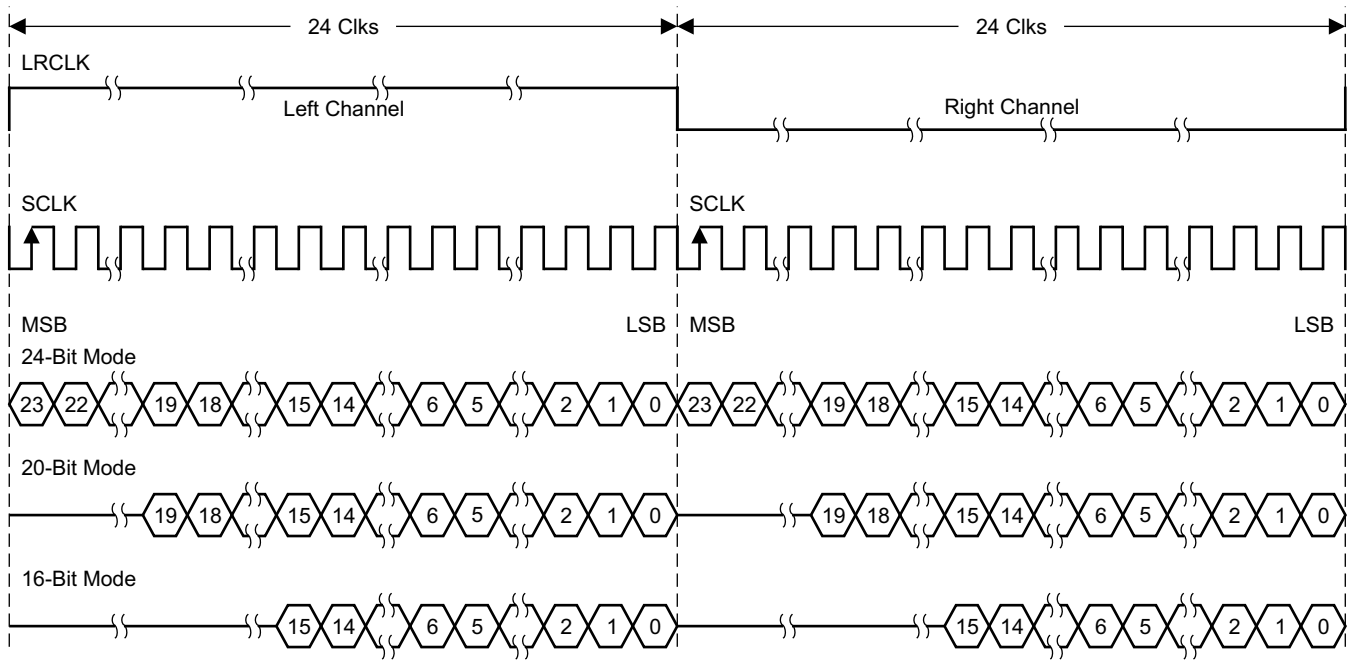 24 Clks 24 Clks
LRCLK
Left Channel Right Channel
SCLK SCLK
MSB LSB MSB LSB
24-Bit Mode
23 22 19 18 15 14 6 5 2 1 0 23 22 19 18 15 14 6 5 2 1 0
20-Bit Mode
19 18 15 14 6 5 2 1 0 19 18 15 14 6 5 2 1 0
16-Bit Mode
15 14 6 5 2 1 0 15 14 6 5 2 1 0